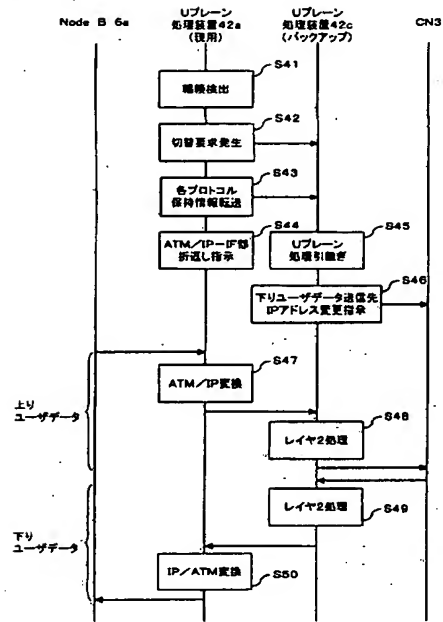 Node B 6a
Uプレーン
処理装置42a
(現用)
Uプレーン
処理装置42c
(バックアップ)
CN3
輻輳検出
S41
切替要求発生
S42
各プロトコル
保持情報転送
S43
ATM/IP-IF部
折返し指示
S44
Uプレーン
処理引継ぎ
S45
下りユーザデータ送信先
IPアドレス変更指示
S46
上り
ユーザデータ
ATM/IP変換
S47
レイヤ2処理
S48
下り
ユーザデータ
レイヤ2処理
S49
IP/ATM変換
S50